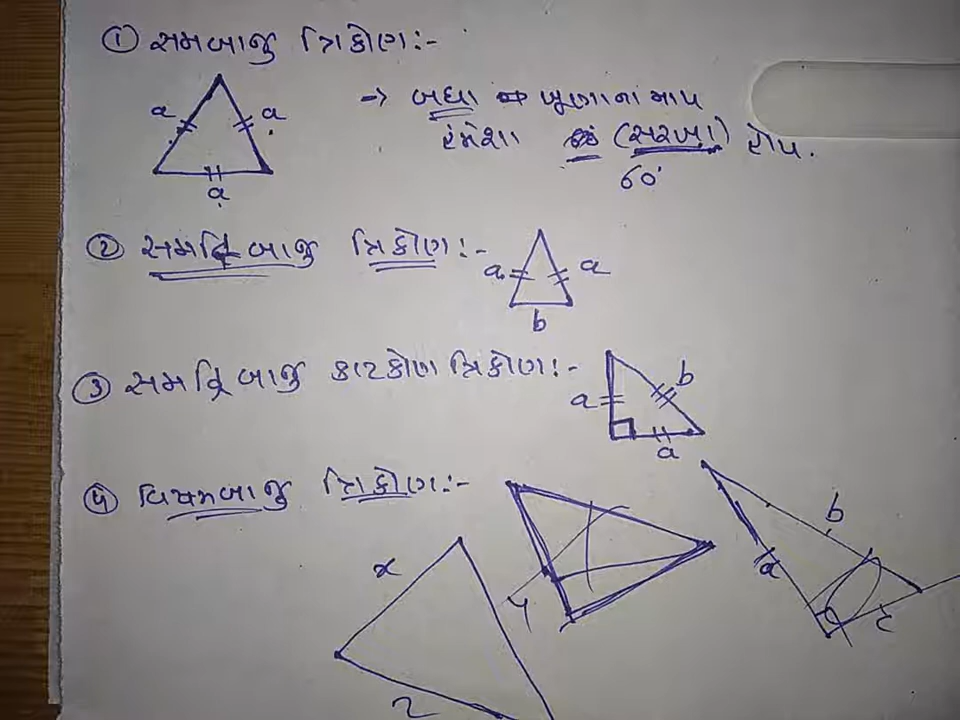 ① સમબાજુ ત્રિકોણ:-
a a
a
→ બધા જ ખૂણાના માપ
હંમેશા (સરખા) હોય.
60°
② સમદ્વિબાજુ ત્રિકોણ:-
a a
b
③ સમદ્વિબાજુ કાટકોણ ત્રિકોણ:-
a b
a
④ વિષમબાજુ ત્રિકોણ:-
b
x a
y c
z